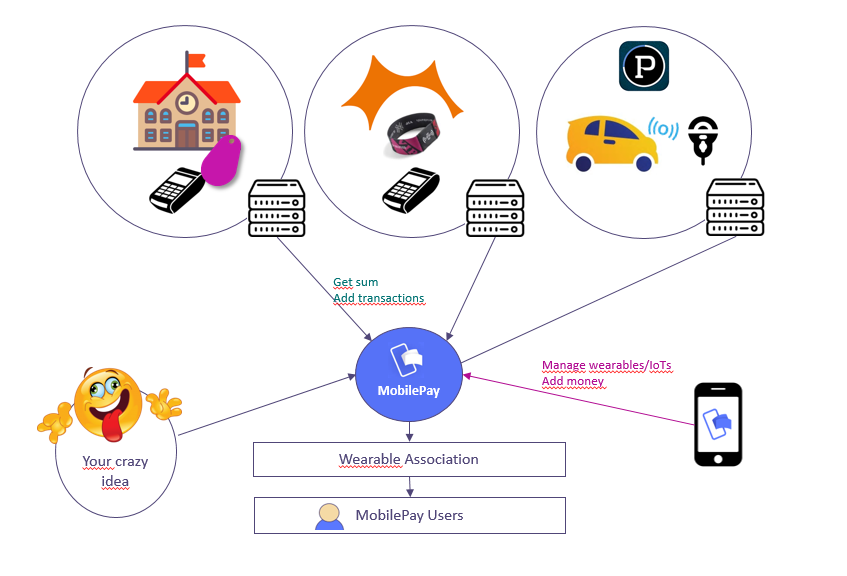 P
Get sum
Add transactions
Manage wearables/IoTs
Add money
MobilePay
Your crazy
idea
Wearable Association
MobilePay Users